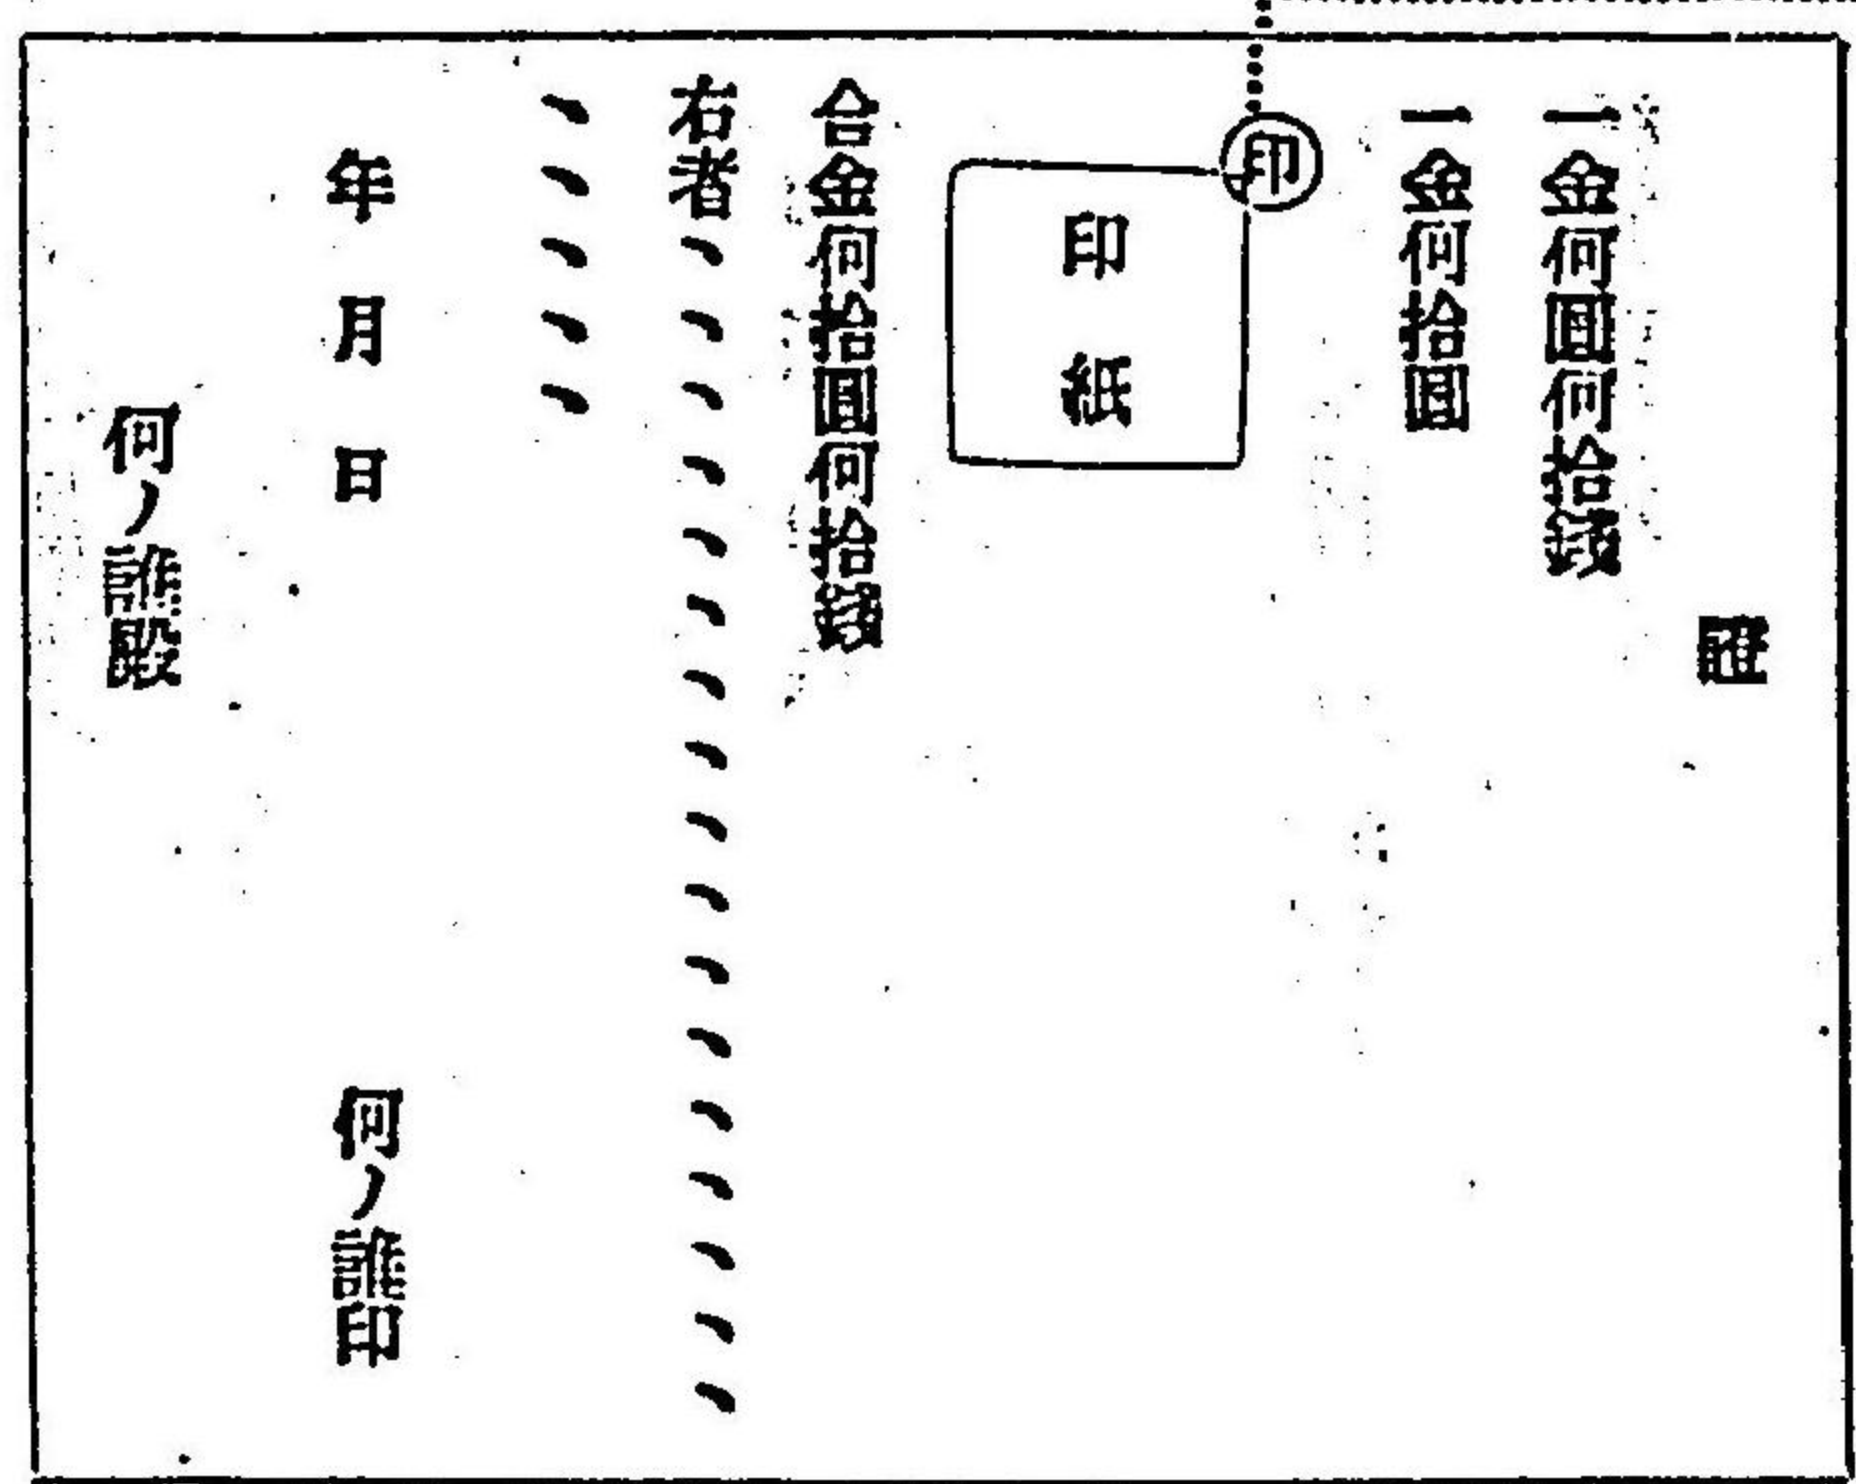 證
一金何圓何拾錢
一金何拾圓
印
印紙
合金何拾圓何拾錢
右者、、、、、、、、、、、、、、、、、
、、、、、
年月日 何ノ誰印
何ノ誰殿